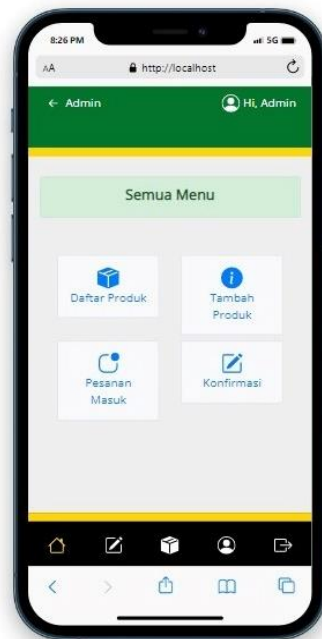 8:26 PM
5G
AA
http://localhost
← Admin
Hi, Admin
Semua Menu
Daftar Produk
Tambah
Produk
Pesanan
Masuk
Konfirmasi